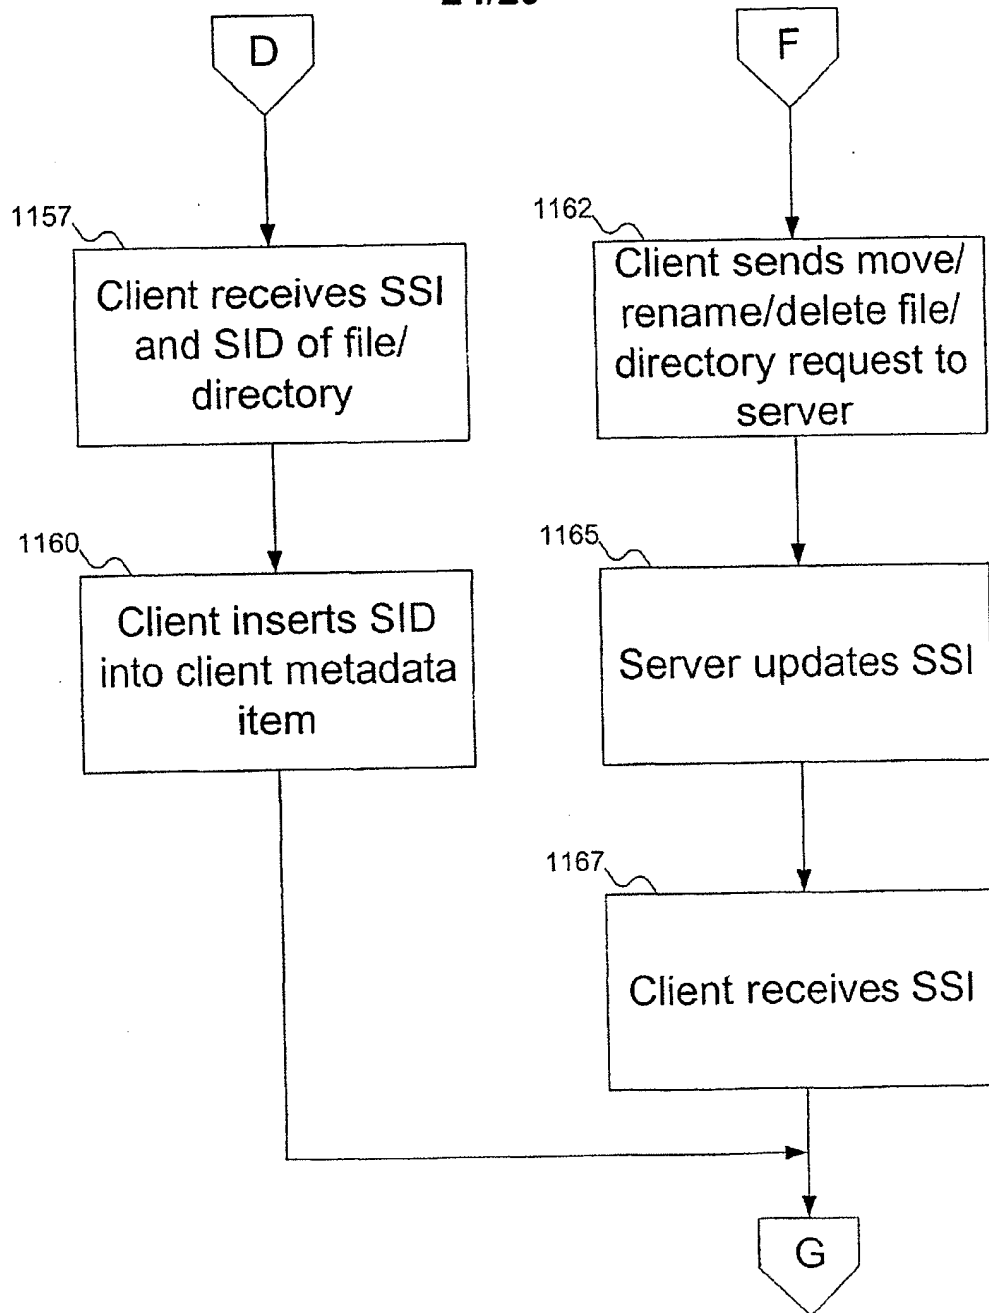 D
F
1157
Client receives SSI
and SID of file/
directory
1162
Client sends move/
rename/delete file/
directory request to
server
1160
Client inserts SID
into client metadata
item
1165
Server updates SSI
1167
Client receives SSI
G